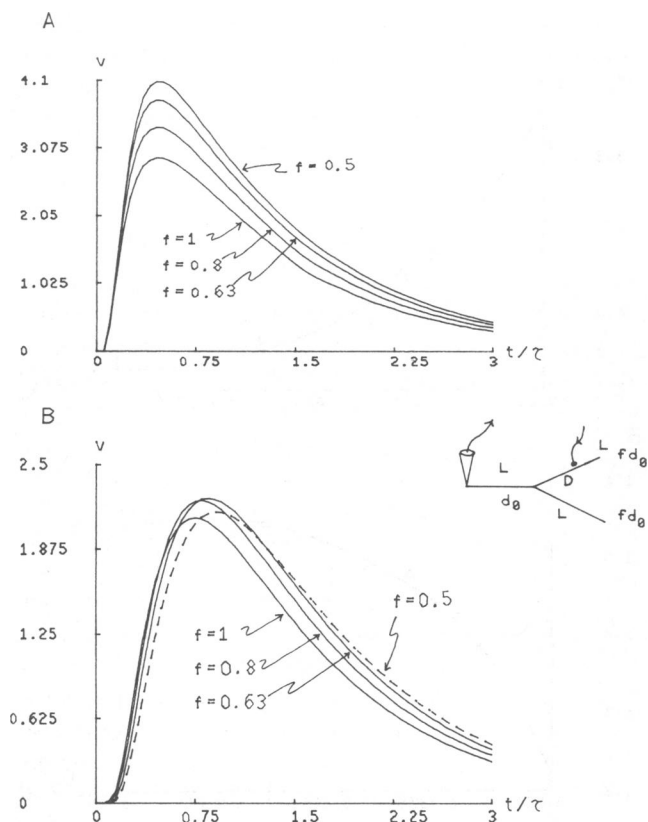 A
V
4.1
3.075
2.05
1.025
0
f = 0.5
f = 1
f = 0.8
f = 0.63
0.75
1.5
2.25
3
t/τ
B
V
2.5
1.875
1.25
0.625
0
f = 0.5
f = 1
f = 0.8
f = 0.63
0
0.75
1.5
2.25
3
t/τ
L
d₀
D
L
fd₀
L
fd₀